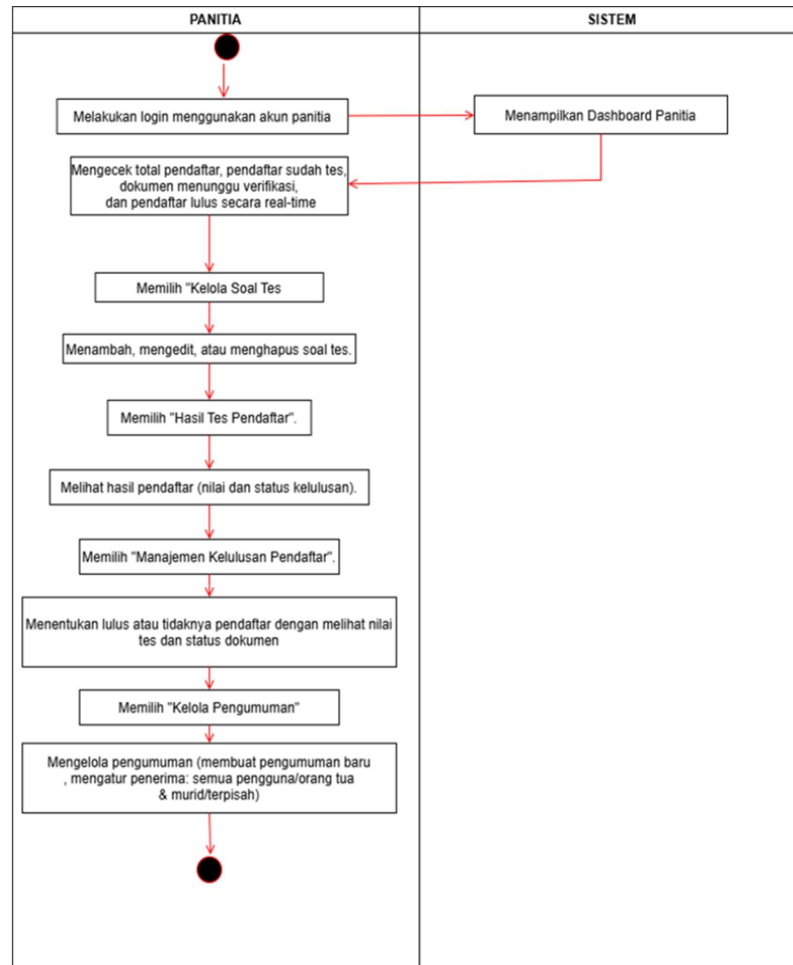 PANITIA
SISTEM
Melakukan login menggunakan akun panitia
Menampilkan Dashboard Panitia
Mengecek total pendaftar, pendaftar sudah tes,
dokumen menunggu verifikasi,
dan pendaftar lulus secara real-time
Memilih "Kelola Soal Tes
Menambah, mengedit, atau menghapus soal tes.
Memilih "Hasil Tes Pendaftar".
Melihat hasil pendaftar (nilai dan status kelulusan).
Memilih "Manajemen Kelulusan Pendaftar".
Menentukan lulus atau tidaknya pendaftar dengan melihat nilai
tes dan status dokumen
Memilih "Kelola Pengumuman"
Mengelola pengumuman (membuat pengumuman baru
, mengatur penerima: semua pengguna/orang tua
& murid/terpisah)